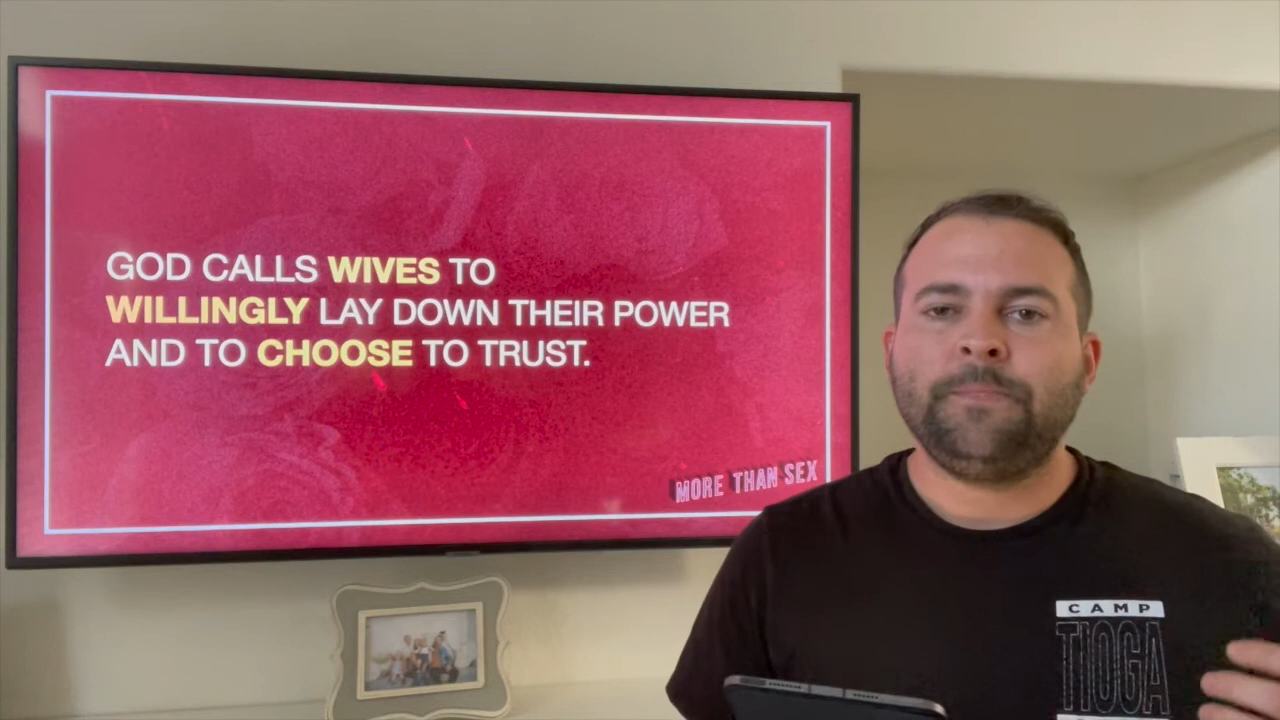 GOD CALLS WIVES TO
WILLINGLY LAY DOWN THEIR POWER
AND TO CHOOSE TO TRUST.
MORE THAN SEX
CAMP
TIOGA